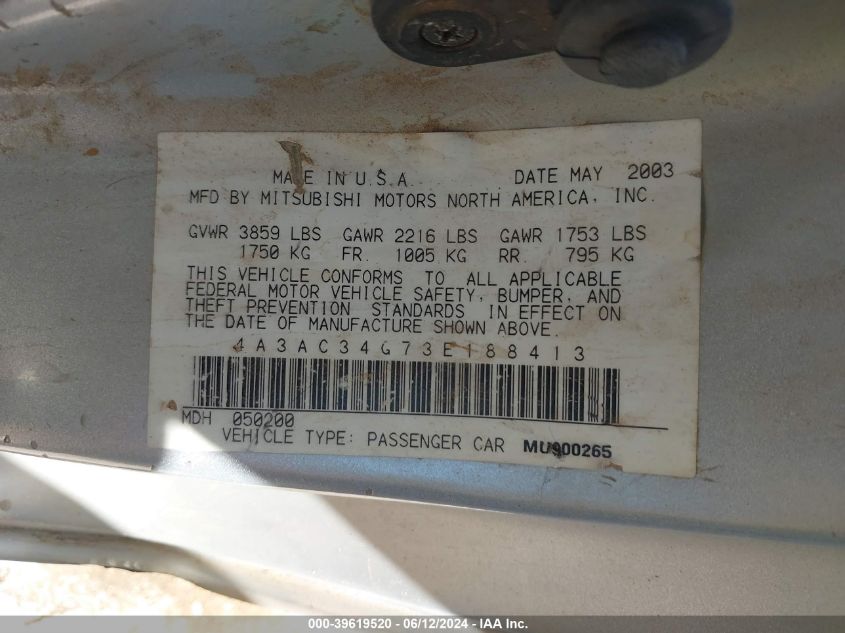 MADE IN U.S.A. DATE MAY 2003
MFD BY MITSUBISHI MOTORS NORTH AMERICA, INC.
GVWR 3859 LBS GAWR 2216 LBS GAWR 1753 LBS
1750 KG FR. 1005 KG RR. 795 KG
THIS VEHICLE CONFORMS TO ALL APPLICABLE
FEDERAL MOTOR VEHICLE SAFETY, BUMPER, AND
THEFT PREVENTION STANDARDS IN EFFECT ON
THE DATE OF MANUFACTURE SHOWN ABOVE.
4A3AC34G73E188413
MDH 050200
VEHICLE TYPE: PASSENGER CAR MU900265
000-39619520 - 06/12/2024 - IAA Inc.